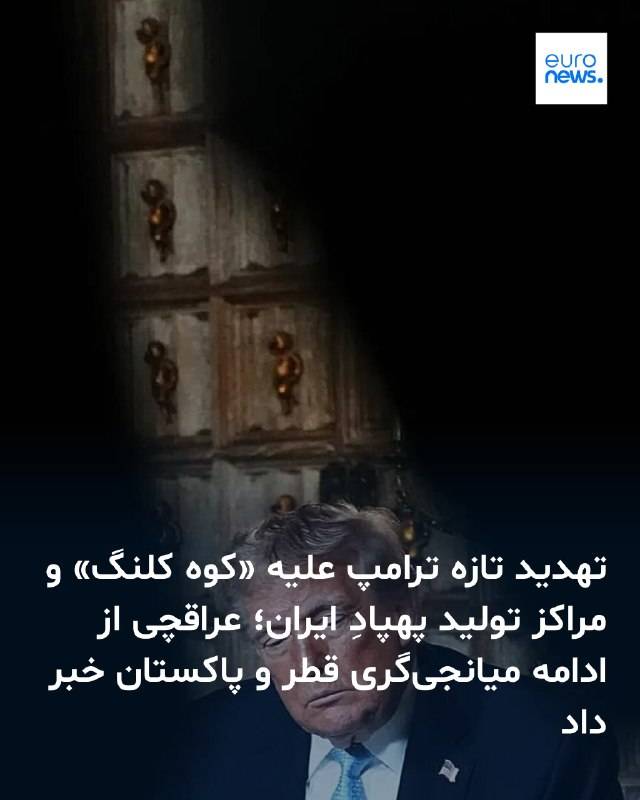 euro
news.
تهدید تازه ترامپ علیه «کوه کلنگ» و
مراکز تولید پهپادِ ایران؛ عراقچی از
ادامه میانجی‌گری قطر و پاکستان خبر
داد